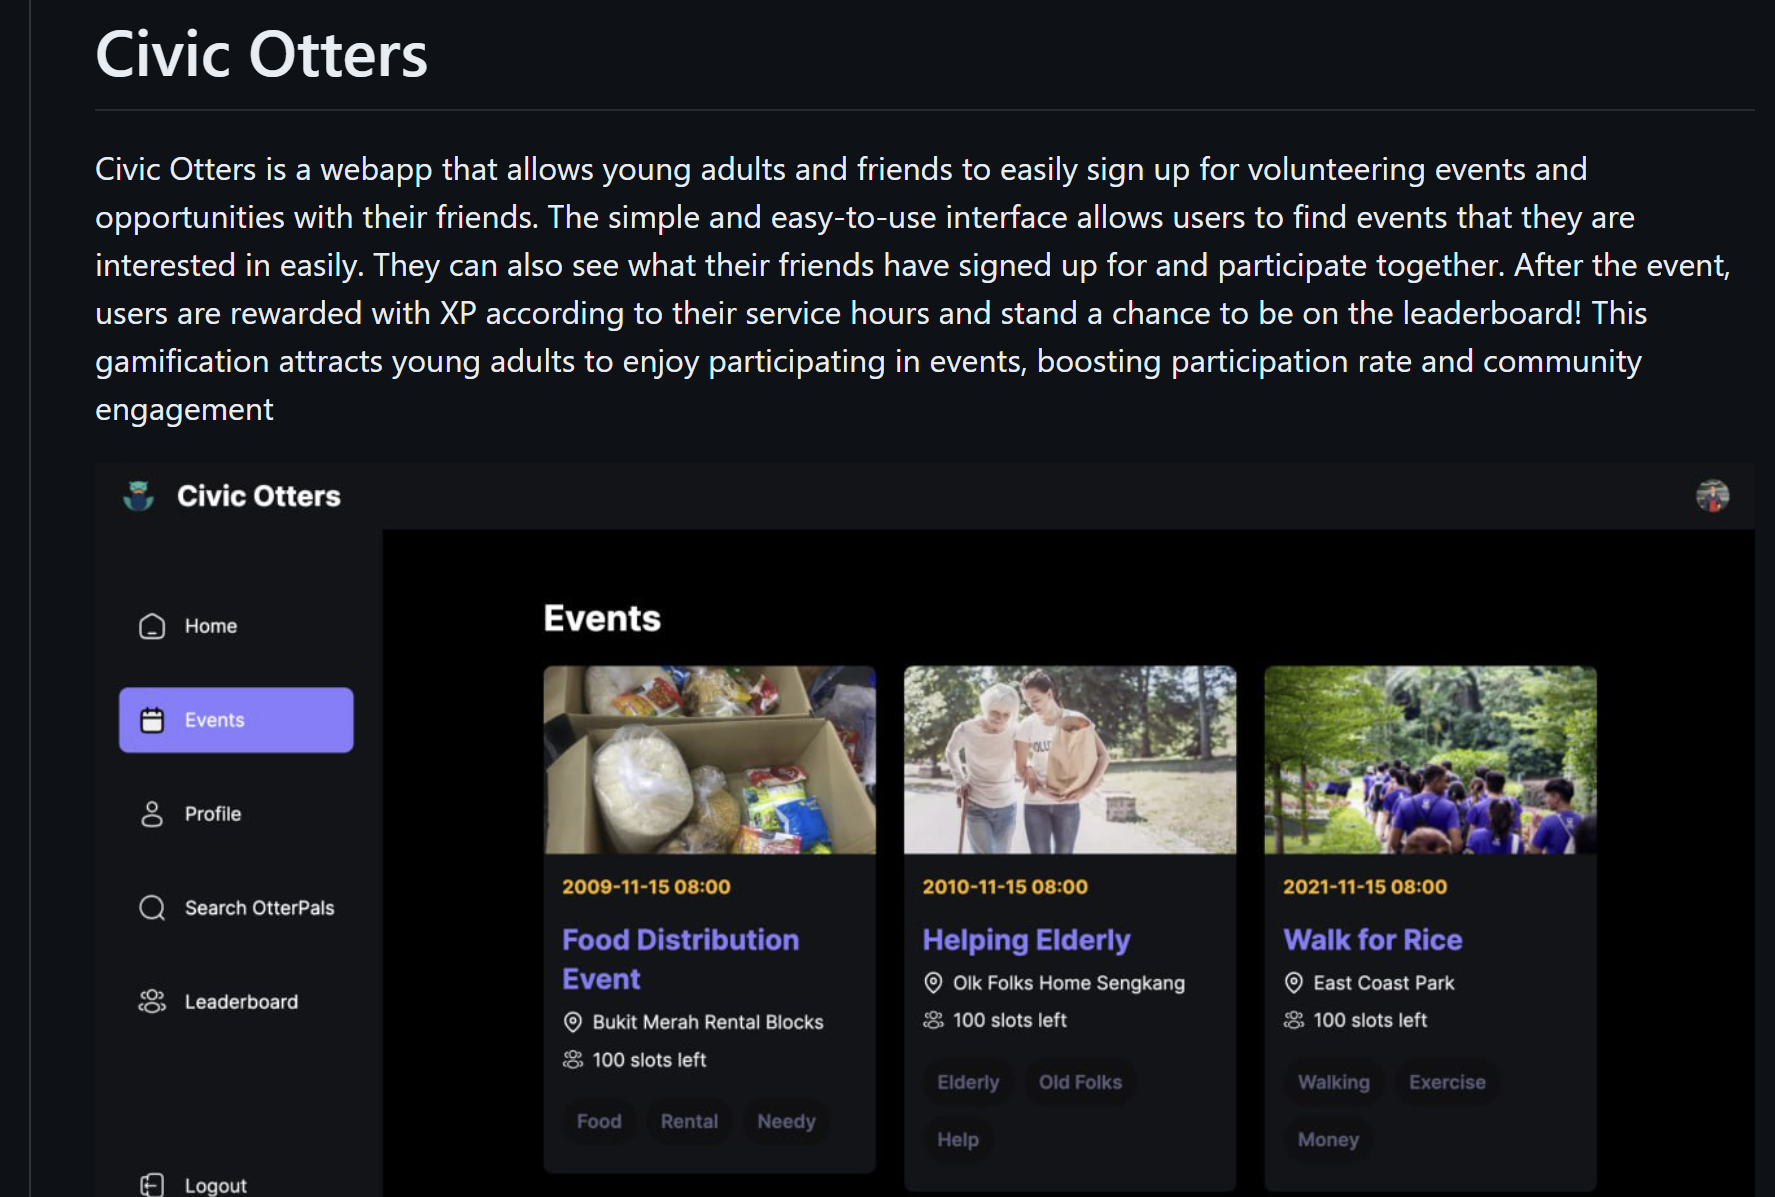 Civic Otters
Civic Otters is a webapp that allows young adults and friends to easily sign up for volunteering events and
opportunities with their friends. The simple and easy-to-use interface allows users to find events that they are
interested in easily. They can also see what their friends have signed up for and participate together. After the event,
users are rewarded with XP according to their service hours and stand a chance to be on the leaderboard! This
gamification attracts young adults to enjoy participating in events, boosting participation rate and community
engagement
Civic Otters
Home
Events
Profile
Search OtterPals
Leaderboard
Logout
Events
2009-11-15 08:00
Food Distribution
Event
Bukit Merah Rental Blocks
100 slots left
Food Rental Needy
2010-11-15 08:00
Helping Elderly
Olk Folks Home Sengkang
100 slots left
Elderly Old Folks
Help
2021-11-15 08:00
Walk for Rice
East Coast Park
100 slots left
Walking Exercise
Money